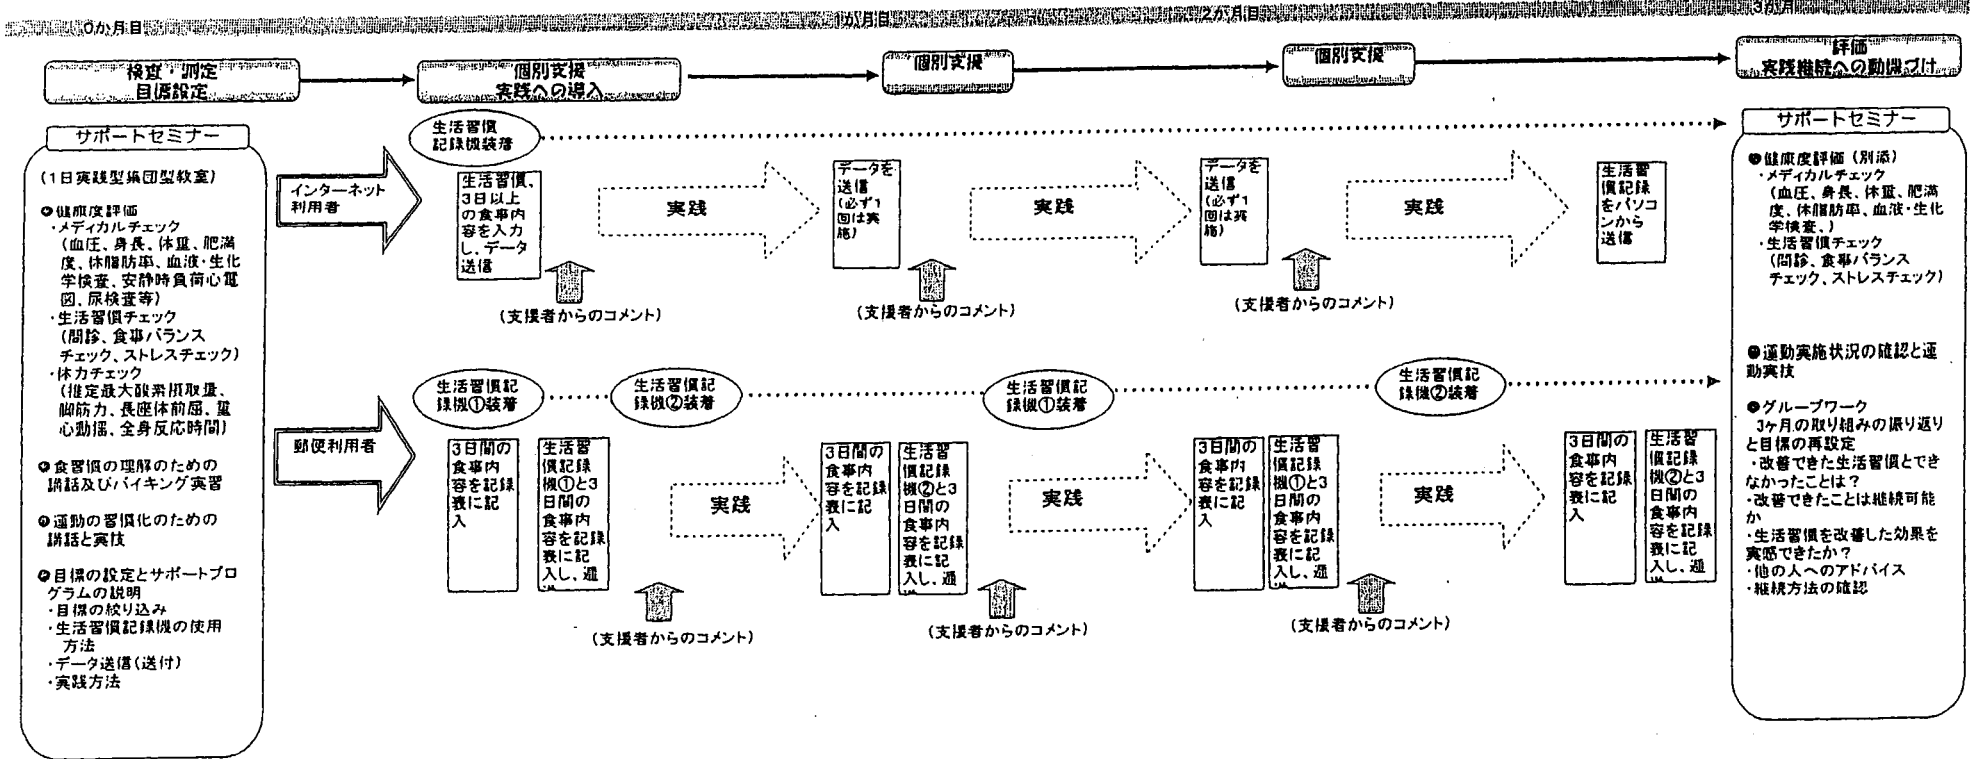 0か月目
1か月目
2か月目
3か月
検査・測定
目標設定
個別支援
実践への導入
個別支援
個別支援
評価
実践継続への動機づけ
サポートセミナー
(1日実践型集団型教室)
健康度評価
・メディカルチェック
(血圧、身長、体重、肥満
度、体脂肪率、血液・生化
学検査、安静時負荷心電
図、尿検査等)
・生活習慣チェック
(問診、食事バランス
チェック、ストレスチェック)
・体力チェック
(推定最大酸素摂取量、
脚筋力、長座体前屈、重
心動揺、全身反応時間)
食習慣の理解のための
講話及びバイキング実習
運動の習慣化のための
講話と実技
目標の設定とサポートプロ
グラムの説明
・目標の絞り込み
・生活習慣記録機の使用
方法
・データ送信(送付)
・実践方法
インターネット
利用者
生活習慣
記録機装着
生活習慣、
3日以上
の食事内
容を入力
し、データ
送信
実践
データを
送信
(必ず1
回は実
施)
実践
データを
送信
(必ず1
回は実
施)
実践
生活習
慣記録
をパソコ
ンから
送信
(支援者からのコメント)
(支援者からのコメント)
(支援者からのコメント)
郵便利用者
生活習慣記
録機①装着
生活習慣記
録機②装着
生活習慣記
録機①装着
生活習慣記
録機②装着
3日間の
食事内
容を記録
表に記
入
生活習
慣記録
機①と3
日間の
食事内
容を記録
表に記
入し、返
実践
3日間の
食事内
容を記録
表に記
入
生活習
慣記録
機②と3
日間の
食事内
容を記録
表に記
入し、返
実践
3日間の
食事内
容を記録
表に記
入
生活習
慣記録
機①と3
日間の
食事内
容を記録
表に記
入し、返
実践
3日間の
食事内
容を記録
表に記
入
生活習
慣記録
機②と3
日間の
食事内
容を記録
表に記
入し、返
(支援者からのコメント)
(支援者からのコメント)
(支援者からのコメント)
サポートセミナー
健康度評価(別添)
・メディカルチェック
(血圧、身長、体重、肥満
度、体脂肪率、血液・生化
学検査、)
・生活習慣チェック
(問診、食事バランス
チェック、ストレスチェック)
運動実施状況の確認と運
動実技
グループワーク
3ヶ月の取り組みの振り返り
と目標の再設定
・改善できた生活習慣とでき
なかったことは?
・改善できたことは継続可能
か
・生活習慣を改善した効果を
実感できたか?
・他の人へのアドバイス
・継続方法の確認